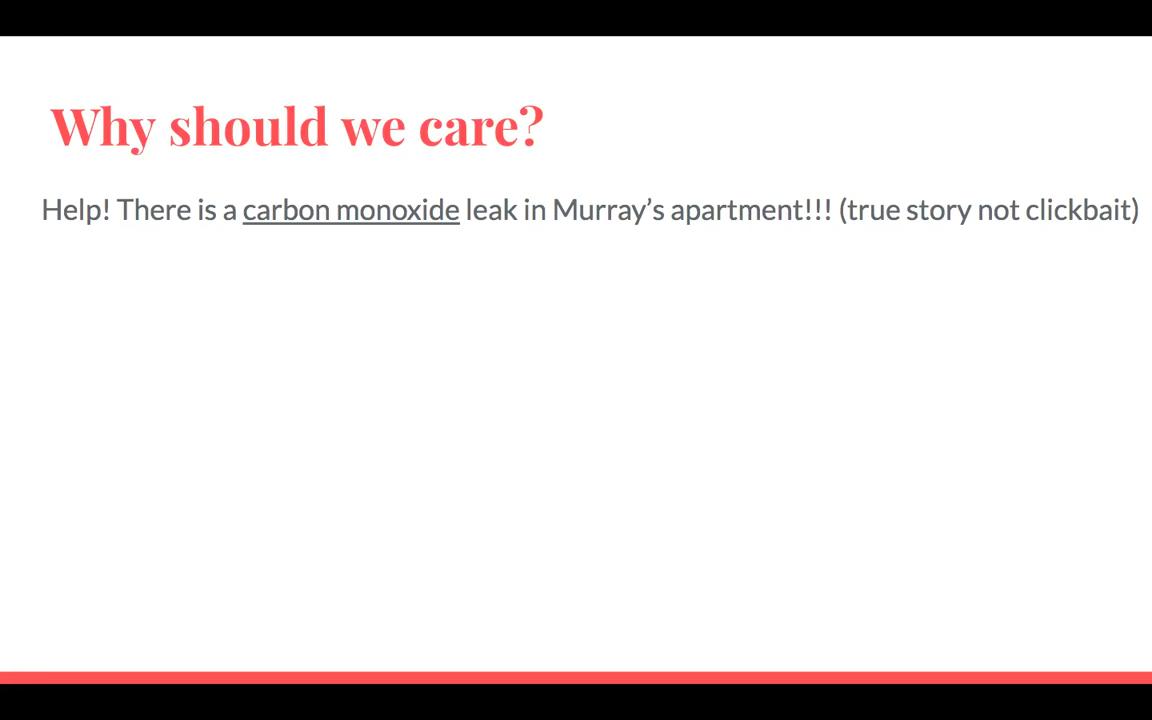 Why should we care?
Help! There is a carbon monoxide leak in Murray’s apartment!!! (true story not clickbait)